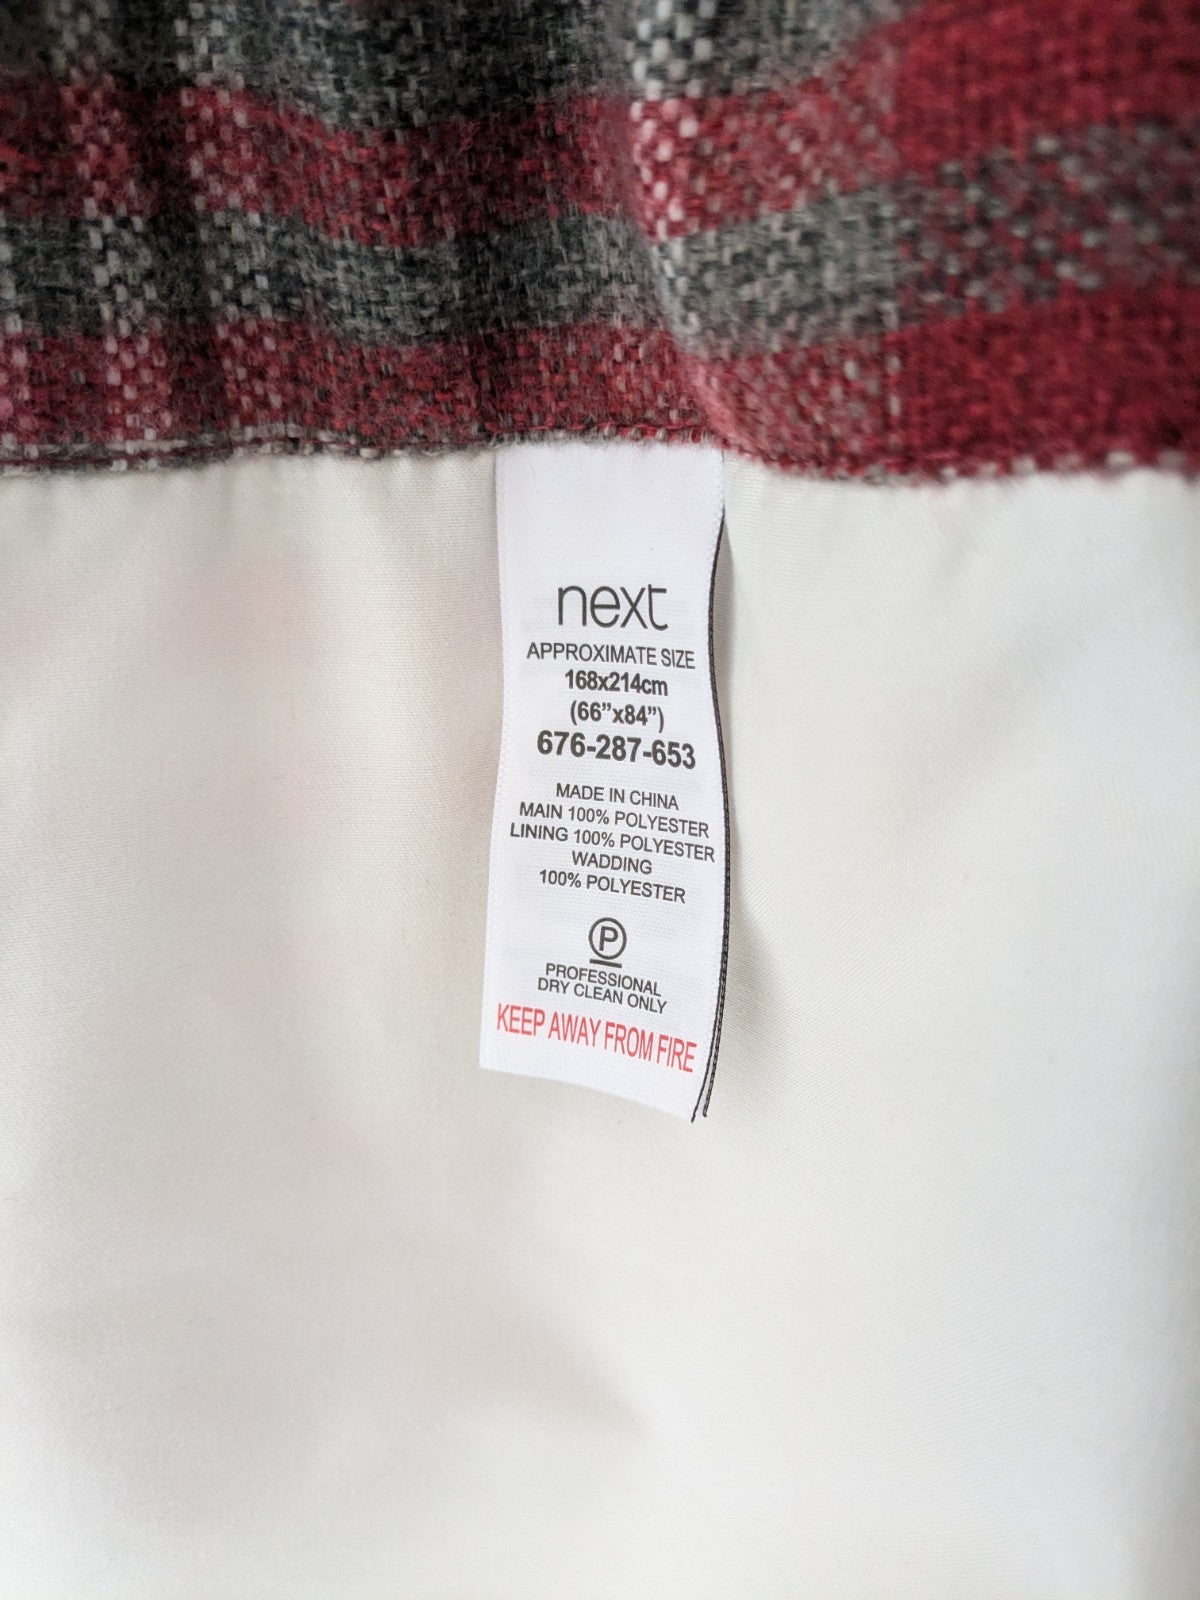 next
APPROXIMATE SIZE
168x214cm
(66”x84”)
676-287-653
MADE IN CHINA
MAIN 100% POLYESTER
LINING 100% POLYESTER
WADDING
100% POLYESTER
P
PROFESSIONAL
DRY CLEAN ONLY
KEEP AWAY FROM FIRE